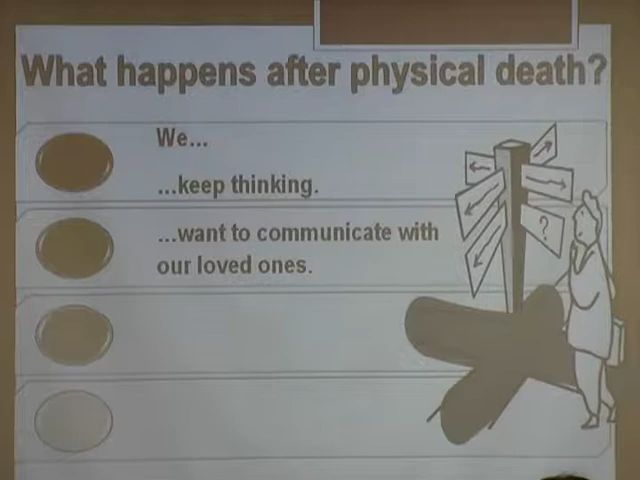 What happens after physical death?
We...
...keep thinking.
...want to communicate with
our loved ones.
?